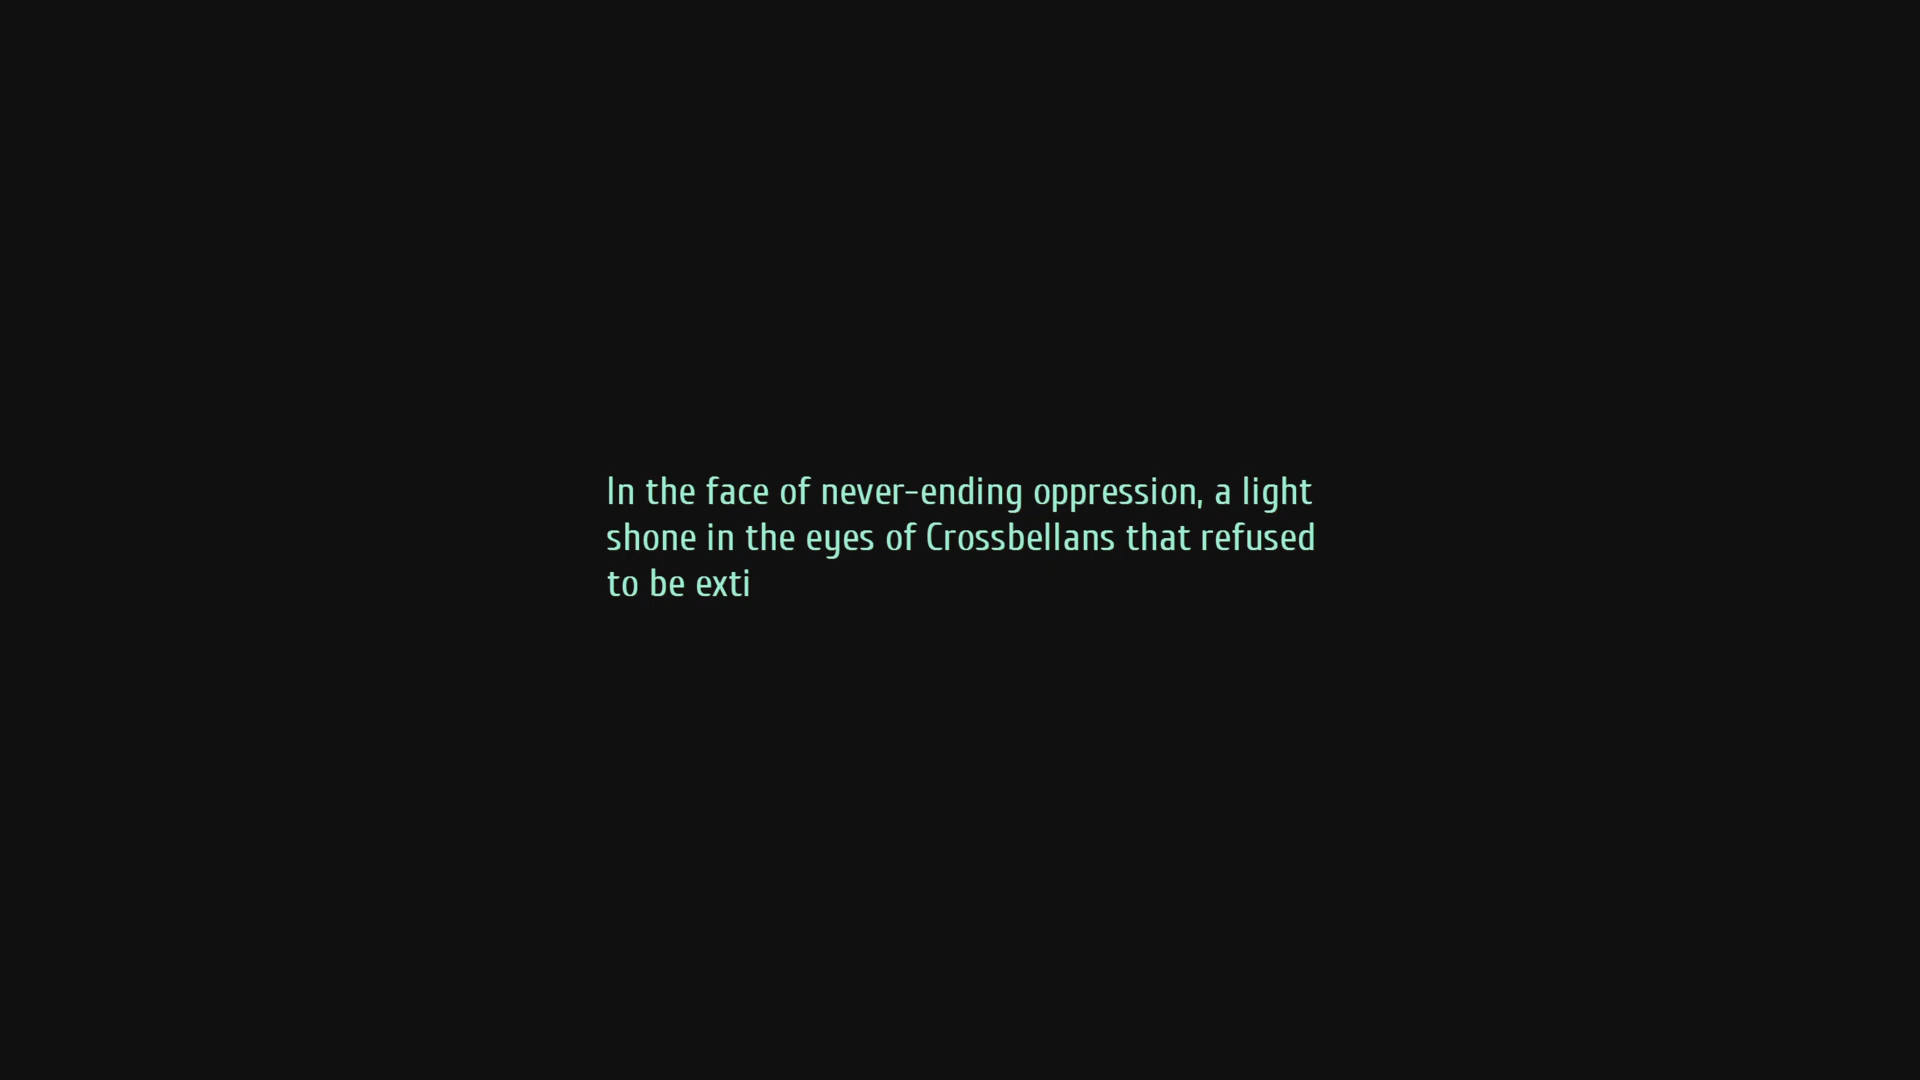 In the face of never-ending oppression, a light
shone in the eyes of Crossbellans that refused
to be exti